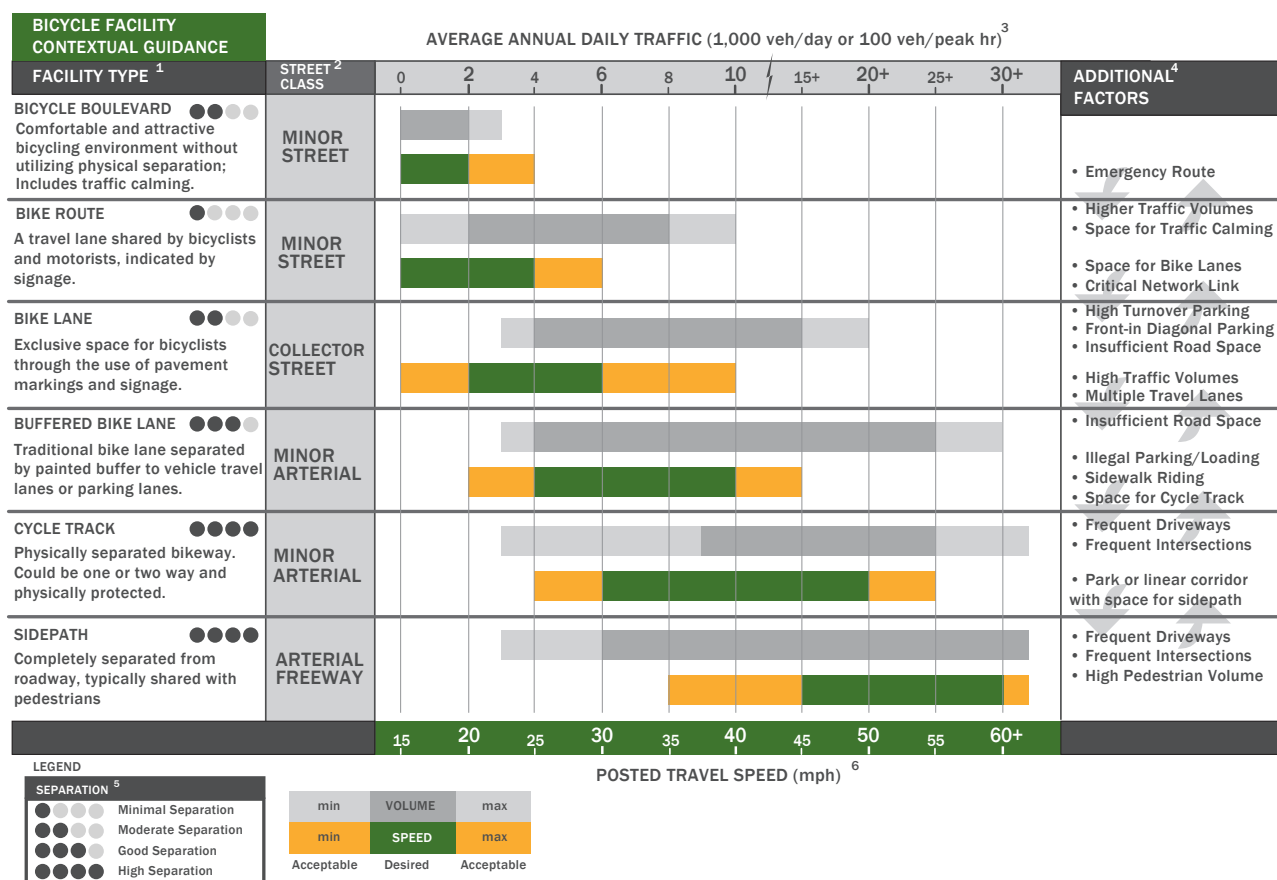 BICYCLE FACILITY
CONTEXTUAL GUIDANCE
AVERAGE ANNUAL DAILY TRAFFIC (1,000 veh/day or 100 veh/peak hr) 3
FACILITY TYPE 1
STREET 2
CLASS
0 2 4 6 8 10 15+ 20+ 25+ 30+
ADDITIONAL 4
FACTORS
BICYCLE BOULEVARD
Comfortable and attractive
bicycling environment without
utilizing physical separation;
Includes traffic calming.
MINOR
STREET
• Emergency Route
BIKE ROUTE
A travel lane shared by bicyclists
and motorists, indicated by
signage.
MINOR
STREET
• Higher Traffic Volumes
• Space for Traffic Calming
• Space for Bike Lanes
• Critical Network Link
BIKE LANE
Exclusive space for bicyclists
through the use of pavement
markings and signage.
COLLECTOR
STREET
• High Turnover Parking
• Front-in Diagonal Parking
• Insufficient Road Space
• High Traffic Volumes
• Multiple Travel Lanes
BUFFERED BIKE LANE
Traditional bike lane separated
by painted buffer to vehicle travel
lanes or parking lanes.
MINOR
ARTERIAL
• Insufficient Road Space
• Illegal Parking/Loading
• Sidewalk Riding
• Space for Cycle Track
CYCLE TRACK
Physically separated bikeway.
Could be one or two way and
physically protected.
MINOR
ARTERIAL
• Frequent Driveways
• Frequent Intersections
• Park or linear corridor
with space for sidepath
SIDEPATH
Completely separated from
roadway, typically shared with
pedestrians
ARTERIAL
FREEWAY
• Frequent Driveways
• Frequent Intersections
• High Pedestrian Volume
15 20 25 30 35 40 45 50 55 60+
POSTED TRAVEL SPEED (mph) 6
LEGEND
SEPARATION 5
Minimal Separation
Moderate Separation
Good Separation
High Separation
min VOLUME max
min SPEED max
Acceptable Desired Acceptable